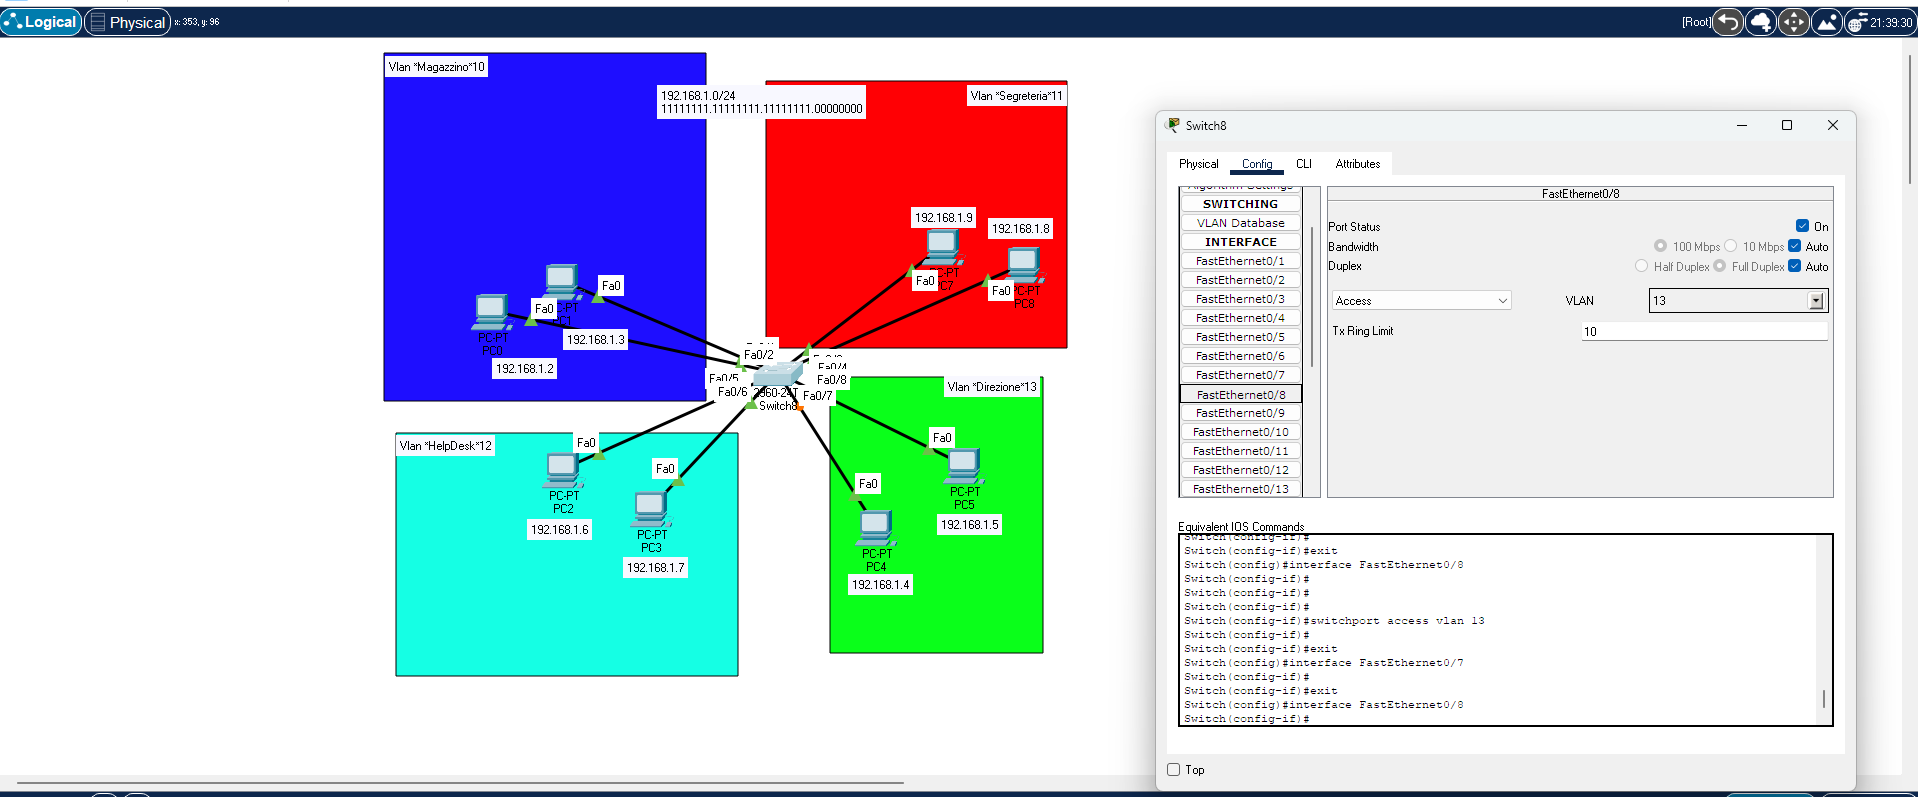 Logical
Physical
x: 353, y: 96
[Root]
21:39:30
Vlan *Magazzino*10
192.168.1.0/24
11111111.11111111.11111111.00000000
Vlan *Segreteria*11
192.168.1.9
192.168.1.8
Fa0
PC-PT
PC7
Fa0
PC-PT
PC8
Fa0
Fa0
PC-PT
PC1
192.168.1.3
PC-PT
PC0
192.168.1.2
Fa0/2
Fa0/4
Fa0/5
Fa0/8
Fa0/6
2960-24T
Fa0/7
Switch8
Vlan *Direzione*13
Vlan *HelpDesk*12
Fa0
PC-PT
PC2
192.168.1.6
Fa0
PC-PT
PC3
192.168.1.7
Fa0
PC-PT
PC5
192.168.1.5
Fa0
PC-PT
PC4
192.168.1.4
Switch8
Physical
Config
CLI
Attributes
Algorithm Settings
SWITCHING
VLAN Database
INTERFACE
FastEthernet0/1
FastEthernet0/2
FastEthernet0/3
FastEthernet0/4
FastEthernet0/5
FastEthernet0/6
FastEthernet0/7
FastEthernet0/8
FastEthernet0/9
FastEthernet0/10
FastEthernet0/11
FastEthernet0/12
FastEthernet0/13
FastEthernet0/8
Port Status
On
Bandwidth
100 Mbps
10 Mbps
Auto
Duplex
Half Duplex
Full Duplex
Auto
Access
VLAN
13
Tx Ring Limit
10
Equivalent IOS Commands
Switch(config-if)#
Switch(config-if)#exit
Switch(config)#interface FastEthernet0/8
Switch(config-if)#
Switch(config-if)#
Switch(config-if)#
Switch(config-if)#switchport access vlan 13
Switch(config-if)#
Switch(config-if)#exit
Switch(config)#interface FastEthernet0/7
Switch(config-if)#
Switch(config-if)#exit
Switch(config)#interface FastEthernet0/8
Switch(config-if)#
Top